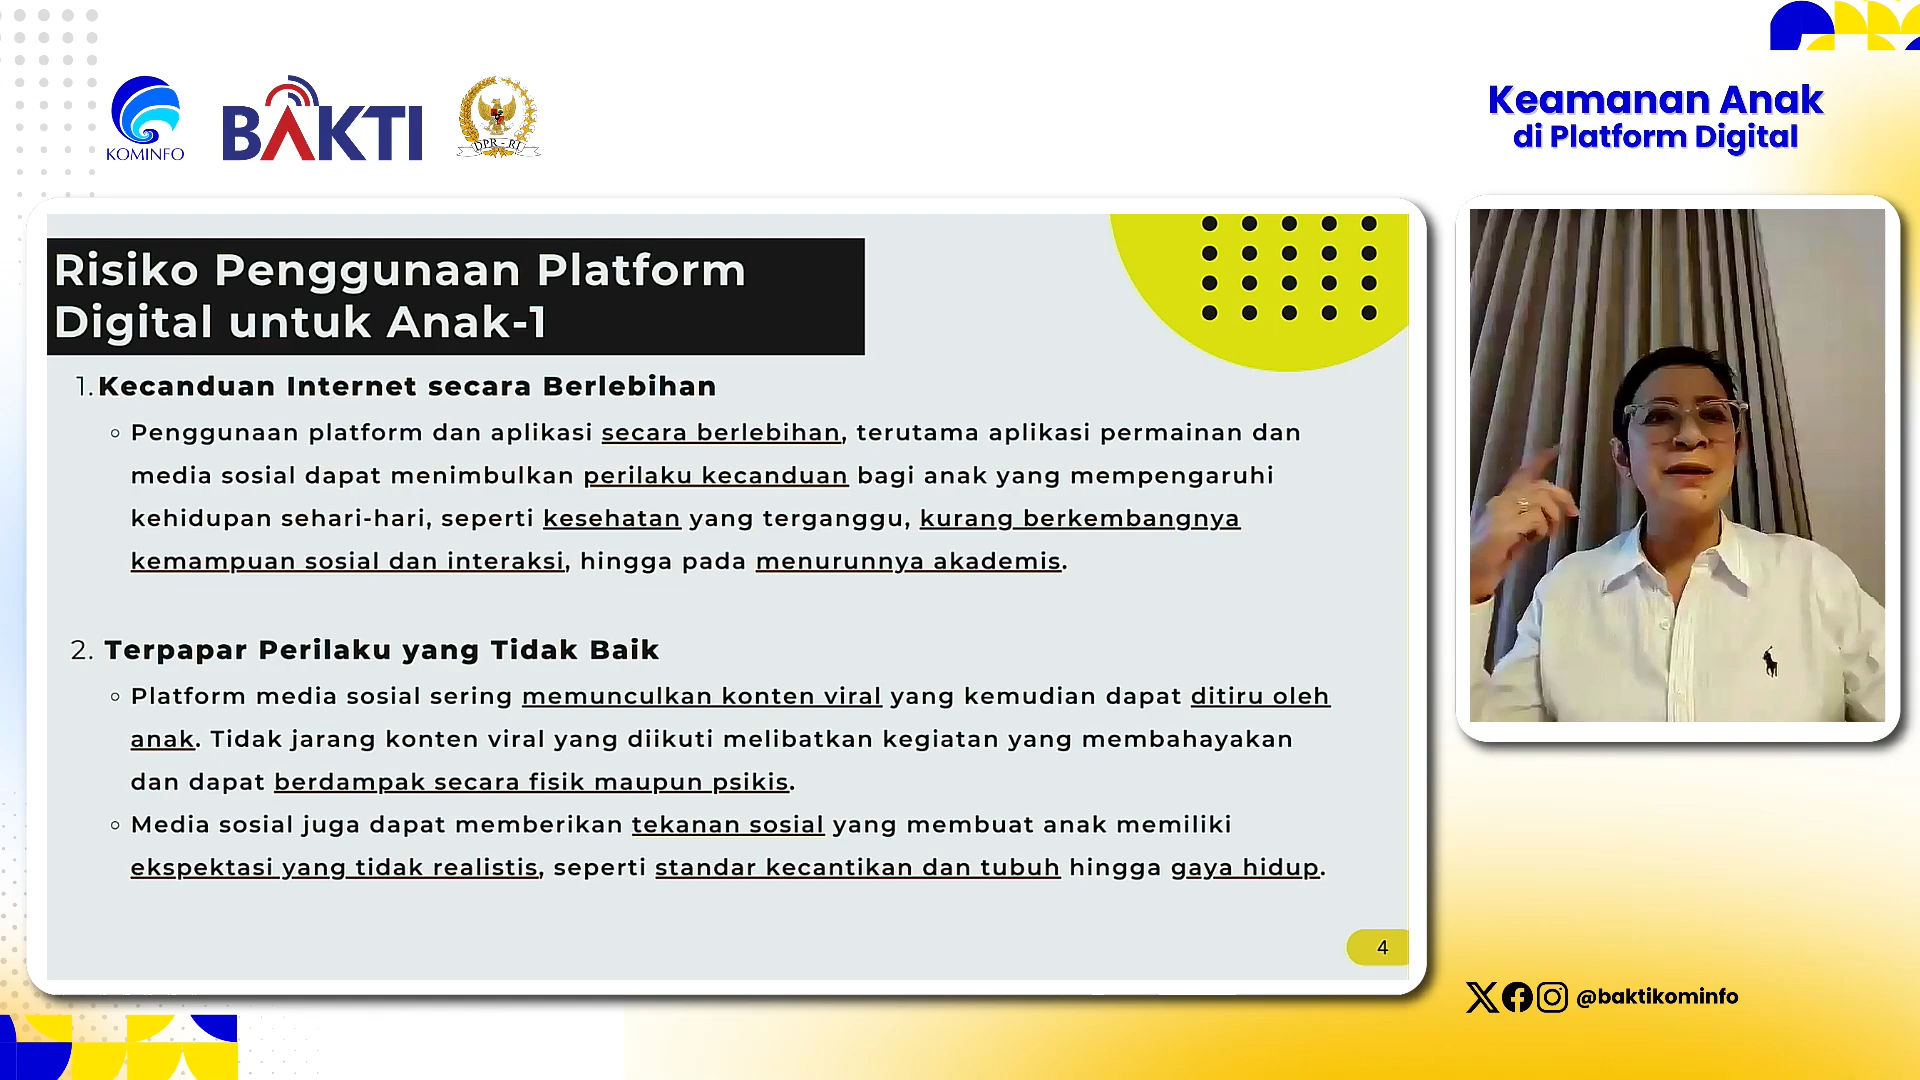 KOMINFO
BAKTI
DPR - RI
Keamanan Anak
di Platform Digital
Risiko Penggunaan Platform
Digital untuk Anak-1
1. Kecanduan Internet secara Berlebihan
Penggunaan platform dan aplikasi secara berlebihan, terutama aplikasi permainan dan
media sosial dapat menimbulkan perilaku kecanduan bagi anak yang mempengaruhi
kehidupan sehari-hari, seperti kesehatan yang terganggu, kurang berkembangnya
kemampuan sosial dan interaksi, hingga pada menurunnya akademis.
2. Terpapar Perilaku yang Tidak Baik
Platform media sosial sering memunculkan konten viral yang kemudian dapat ditiru oleh
anak. Tidak jarang konten viral yang diikuti melibatkan kegiatan yang membahayakan
dan dapat berdampak secara fisik maupun psikis.
Media sosial juga dapat memberikan tekanan sosial yang membuat anak memiliki
ekspektasi yang tidak realistis, seperti standar kecantikan dan tubuh hingga gaya hidup.
4
@baktikominfo